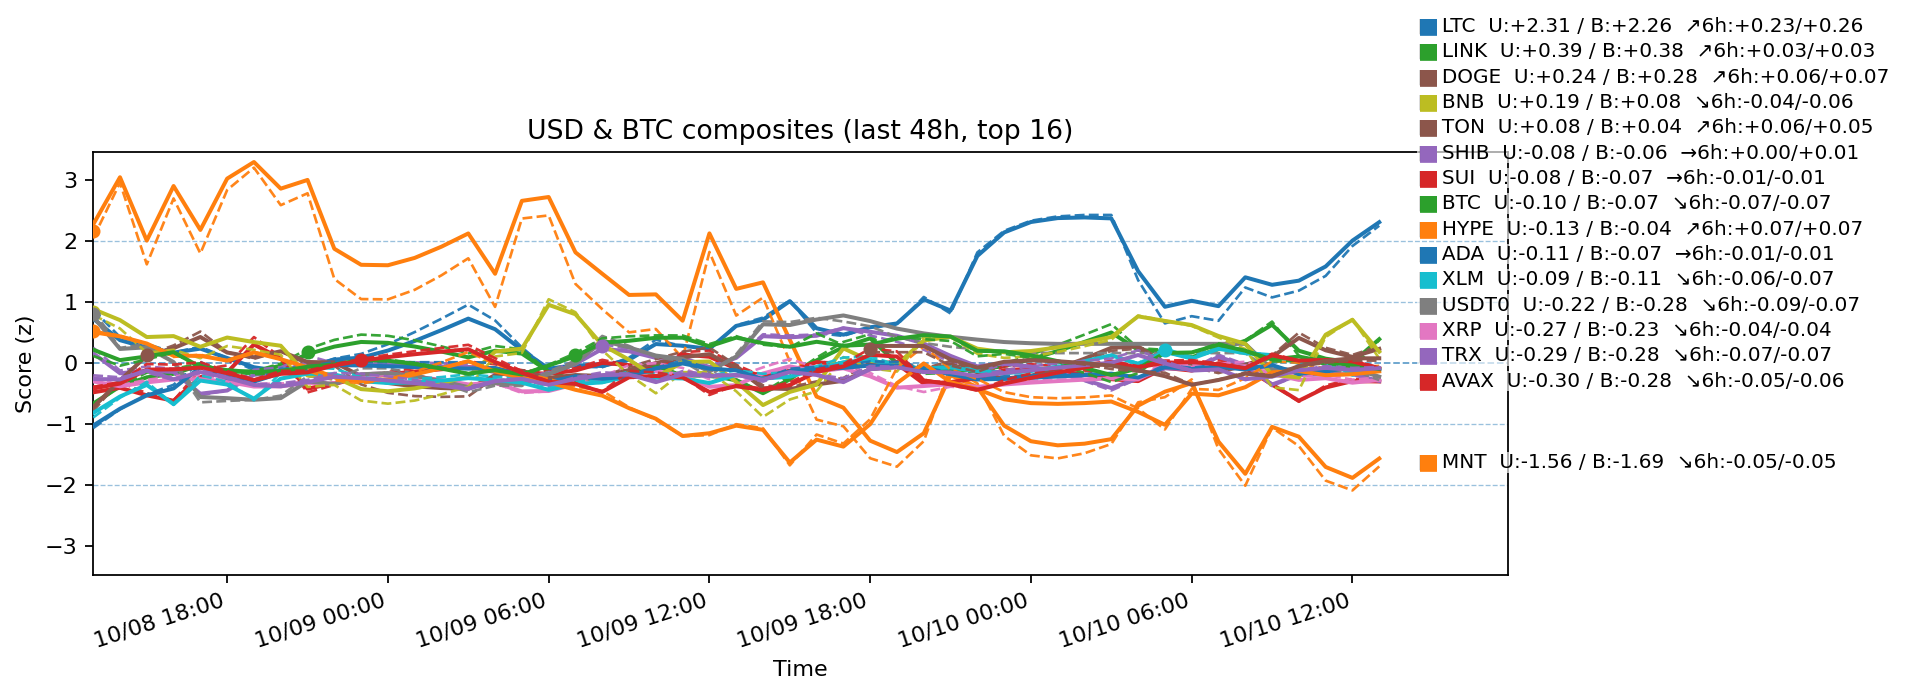 LTC U:+2.31 / B:+2.26 ↗6h:+0.23/+0.26
LINK U:+0.39 / B:+0.38 ↗6h:+0.03/+0.03
DOGE U:+0.24 / B:+0.28 ↗6h:+0.06/+0.07
BNB U:+0.19 / B:+0.08 ↘6h:-0.04/-0.06
TON U:+0.08 / B:+0.04 ↗6h:+0.06/+0.05
SHIB U:-0.08 / B:-0.06 →6h:+0.00/+0.01
SUI U:-0.08 / B:-0.07 →6h:-0.01/-0.01
BTC U:-0.10 / B:-0.07 ↘6h:-0.07/-0.07
HYPE U:-0.13 / B:-0.04 ↗6h:+0.07/+0.07
ADA U:-0.11 / B:-0.07 →6h:-0.01/-0.01
XLM U:-0.09 / B:-0.11 ↘6h:-0.06/-0.07
USDT0 U:-0.22 / B:-0.28 ↘6h:-0.09/-0.07
XRP U:-0.27 / B:-0.23 ↘6h:-0.04/-0.04
TRX U:-0.29 / B:-0.28 ↘6h:-0.07/-0.07
AVAX U:-0.30 / B:-0.28 ↘6h:-0.05/-0.06
MNT U:-1.56 / B:-1.69 ↘6h:-0.05/-0.05
USD & BTC composites (last 48h, top 16)
Score (z)
3
2
1
0
−1
−2
−3
10/08 18:00
10/09 00:00
10/09 06:00
10/09 12:00
10/09 18:00
10/10 00:00
10/10 06:00
10/10 12:00
Time